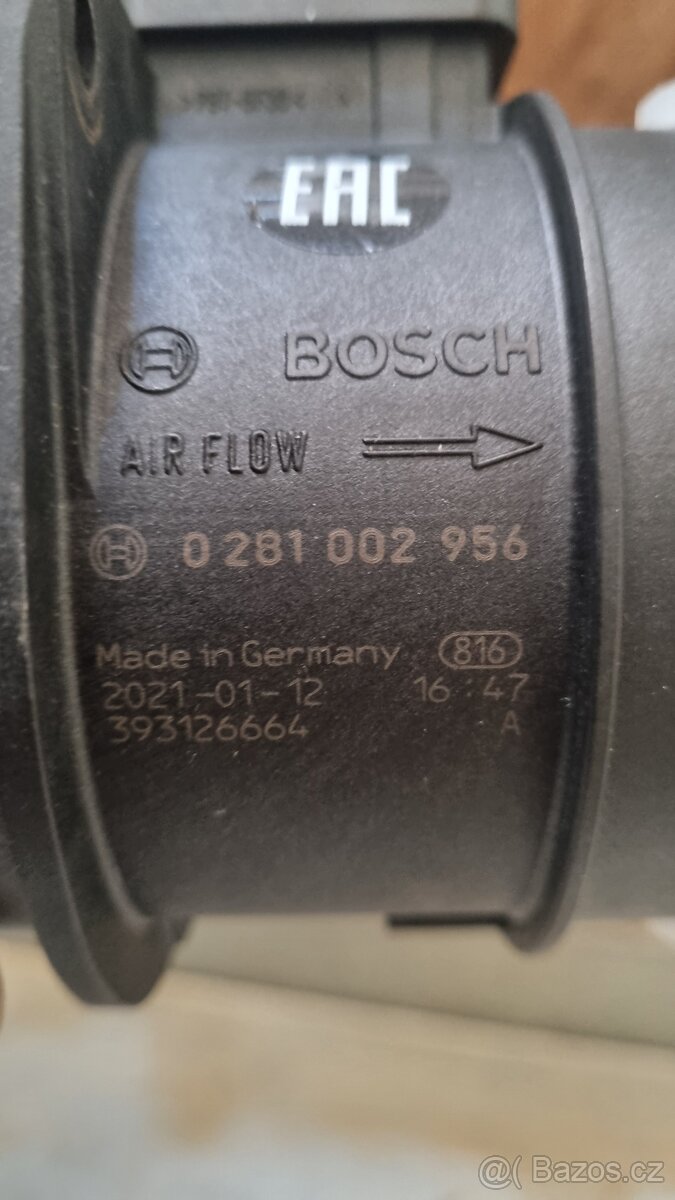 EAC
BOSCH
AIR FLOW
0 281 002 956
Made in Germany 816
2021-01-12 16:47
393126664 A
@( Bazos.cz